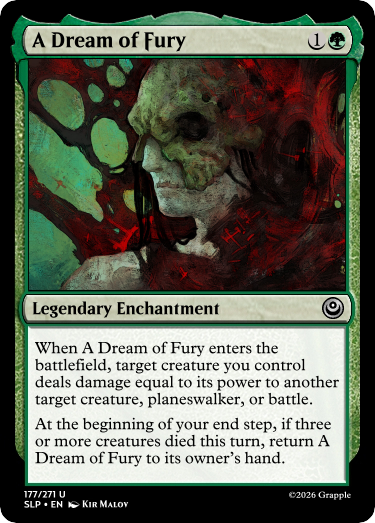 A Dream of Fury 1
Legendary Enchantment
When A Dream of Fury enters the
battlefield, target creature you control
deals damage equal to its power to another
target creature, planeswalker, or battle.
At the beginning of your end step, if three
or more creatures died this turn, return A
Dream of Fury to its owner's hand.
177/271 U
SLP • EN Kir Malov
©2026 Grapple